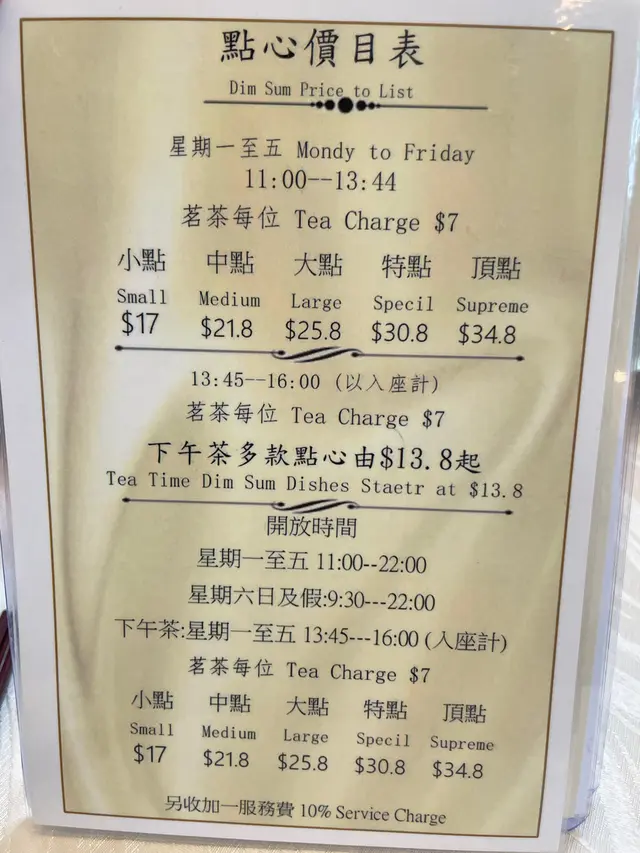 點心價目表
Dim Sum Price to List
星期一至五 Mondy to Friday
11:00--13:44
茗茶每位 Tea Charge $7
小點 中點 大點 特點 頂點
Small Medium Large Specil Supreme
$17 $21.8 $25.8 $30.8 $34.8
13:45--16:00 (以入座計)
茗茶每位 Tea Charge $7
下午茶多款點心由$13.8起
Tea Time Dim Sum Dishes Staetr at $13.8
開放時間
星期一至五 11:00--22:00
星期六日及假:9:30---22:00
下午茶:星期一至五 13:45---16:00 (入座計)
茗茶每位 Tea Charge $7
小點 中點 大點 特點 頂點
Small Medium Large Specil Supreme
$17 $21.8 $25.8 $30.8 $34.8
另收加一服務費 10% Service Charge